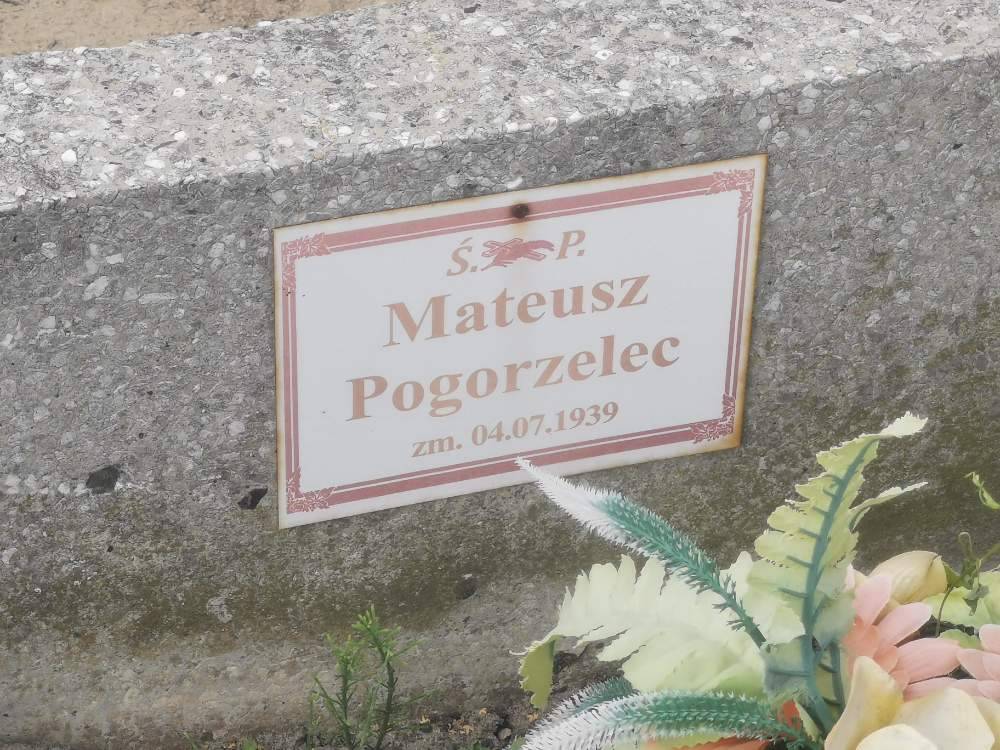 Ś. P.
Mateusz
Pogorzelec
zm. 04.07.1939